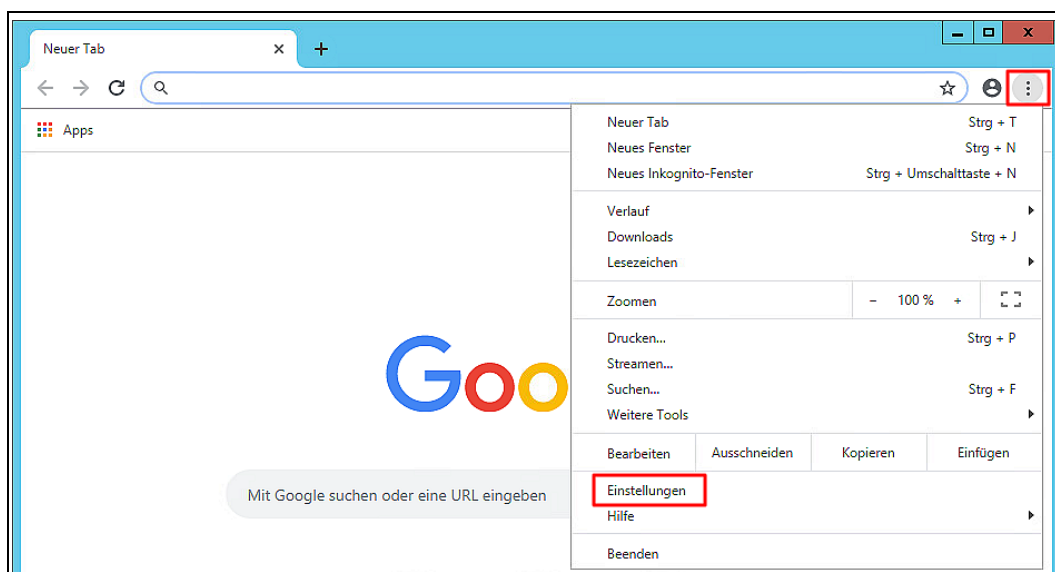 Neuer Tab
Apps
Neuer Tab Strg + T
Neues Fenster Strg + N
Neues Inkognito-Fenster Strg + Umschalttaste + N
Verlauf
Downloads Strg + J
Lesezeichen
Zoomen - 100 % +
Drucken... Strg + P
Streamen...
Suchen... Strg + F
Weitere Tools
Bearbeiten Ausschneiden Kopieren Einfügen
Einstellungen
Hilfe
Beenden
Goo
Mit Google suchen oder eine URL eingeben